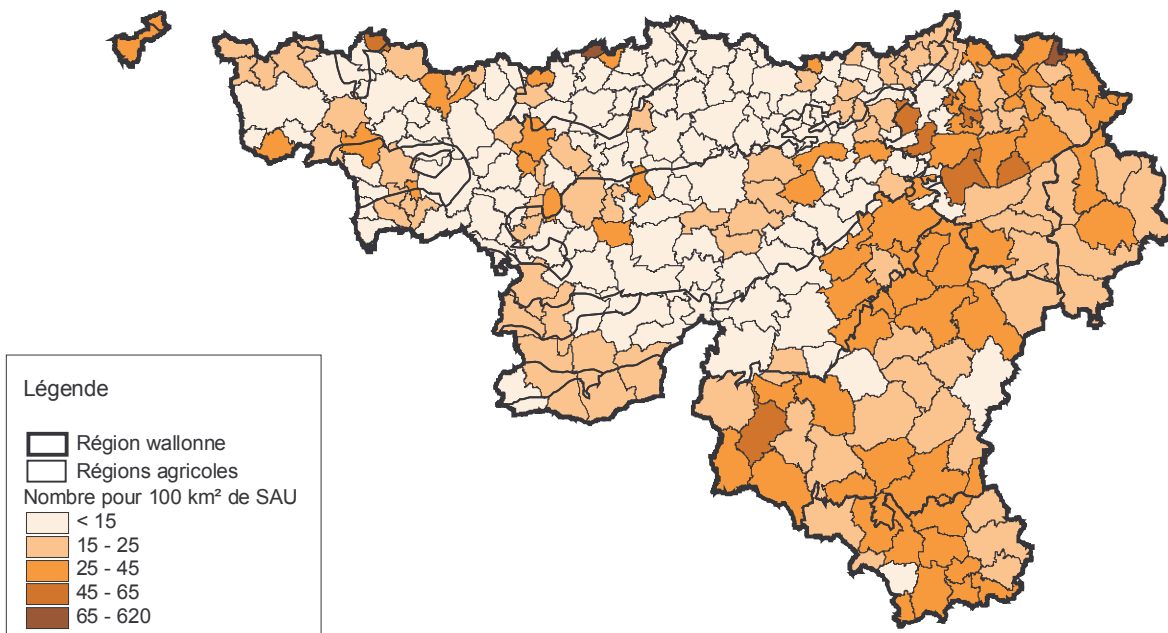 Légende
Région wallonne
Régions agricoles
Nombre pour 100 km² de SAU
< 15
15 - 25
25 - 45
45 - 65
65 - 620